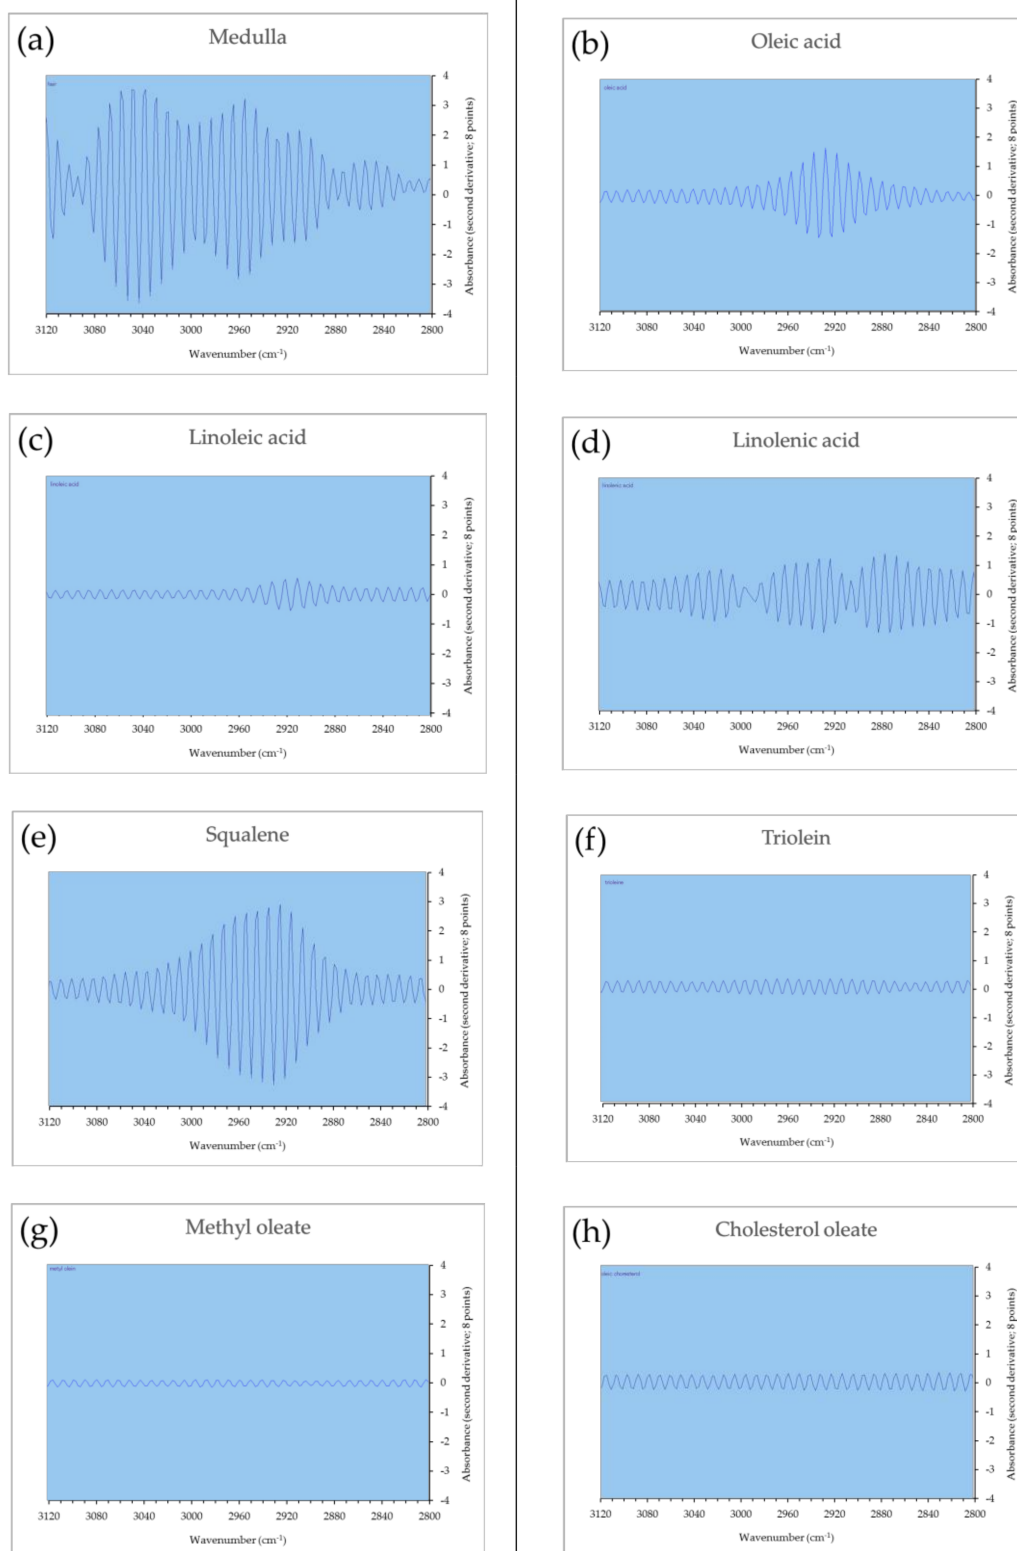 (a)
Medulla
hair
4
3
2
1
0
-1
-2
-3
-4
Absorbance (second derivative; 8 points)
3120 3080 3040 3000 2960 2920 2880 2840 2800
Wavenumber (cm⁻¹)
(b)
Oleic acid
oleic acid
4
3
2
1
0
-1
-2
-3
-4
Absorbance (second derivative; 8 points)
3120 3080 3040 3000 2960 2920 2880 2840 2800
Wavenumber (cm⁻¹)
(c)
Linoleic acid
linoleic acid
4
3
2
1
0
-1
-2
-3
-4
Absorbance (second derivative; 8 points)
3120 3080 3040 3000 2960 2920 2880 2840 2800
Wavenumber (cm⁻¹)
(d)
Linolenic acid
linolenic acid
4
3
2
1
0
-1
-2
-3
-4
Absorbance (second derivative; 8 points)
3120 3080 3040 3000 2960 2920 2880 2840 2800
Wavenumber (cm⁻¹)
(e)
Squalene
4
3
2
1
0
-1
-2
-3
-4
Absorbance (second derivative; 8 points)
3120 3080 3040 3000 2960 2920 2880 2840 2800
Wavenumber (cm⁻¹)
(f)
Triolein
trioleine
4
3
2
1
0
-1
-2
-3
-4
Absorbance (second derivative; 8 points)
3120 3080 3040 3000 2960 2920 2880 2840 2800
Wavenumber (cm⁻¹)
(g)
Methyl oleate
metyl olein
4
3
2
1
0
-1
-2
-3
-4
Absorbance (second derivative; 8 points)
3120 3080 3040 3000 2960 2920 2880 2840 2800
Wavenumber (cm⁻¹)
(h)
Cholesterol oleate
4
3
2
1
0
-1
-2
-3
-4
Absorbance (second derivative; 8 points)
3120 3080 3040 3000 2960 2920 2880 2840 2800
Wavenumber (cm⁻¹)